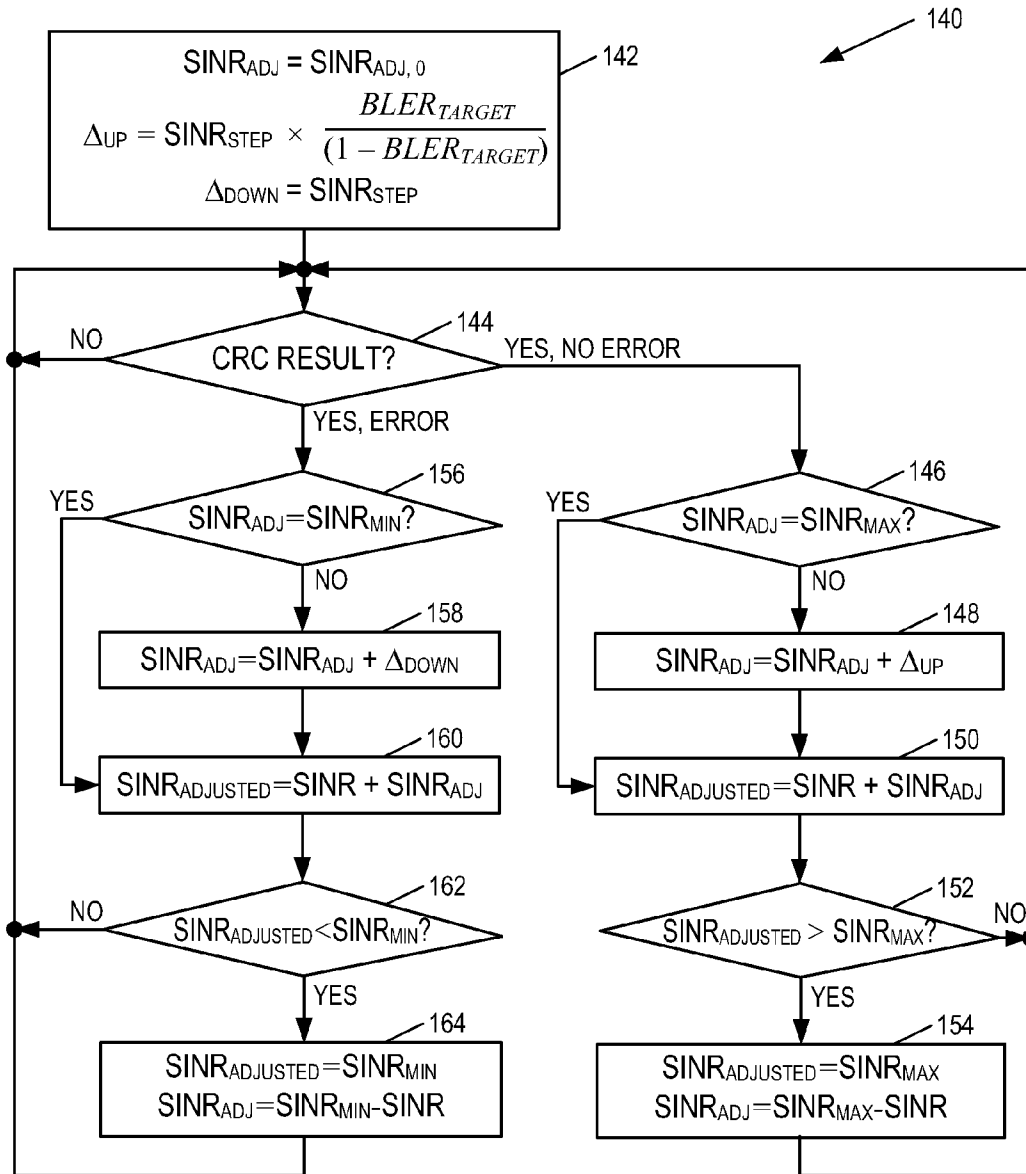 140
142
SINR_ADJ = SINR_ADJ, 0
Δ_UP = SINR_STEP × BLER_TARGET / (1 – BLER_TARGET)
Δ_DOWN = SINR_STEP
144
CRC RESULT?
NO
YES, NO ERROR
YES, ERROR
156
SINR_ADJ=SINR_MIN?
YES
NO
146
SINR_ADJ=SINR_MAX?
YES
NO
158
SINR_ADJ=SINR_ADJ + Δ_DOWN
148
SINR_ADJ=SINR_ADJ + Δ_UP
160
SINR_ADJUSTED=SINR + SINR_ADJ
150
SINR_ADJUSTED=SINR + SINR_ADJ
162
SINR_ADJUSTED<SINR_MIN?
NO
YES
152
SINR_ADJUSTED > SINR_MAX?
NO
YES
164
SINR_ADJUSTED=SINR_MIN
SINR_ADJ=SINR_MIN-SINR
154
SINR_ADJUSTED=SINR_MAX
SINR_ADJ=SINR_MAX-SINR